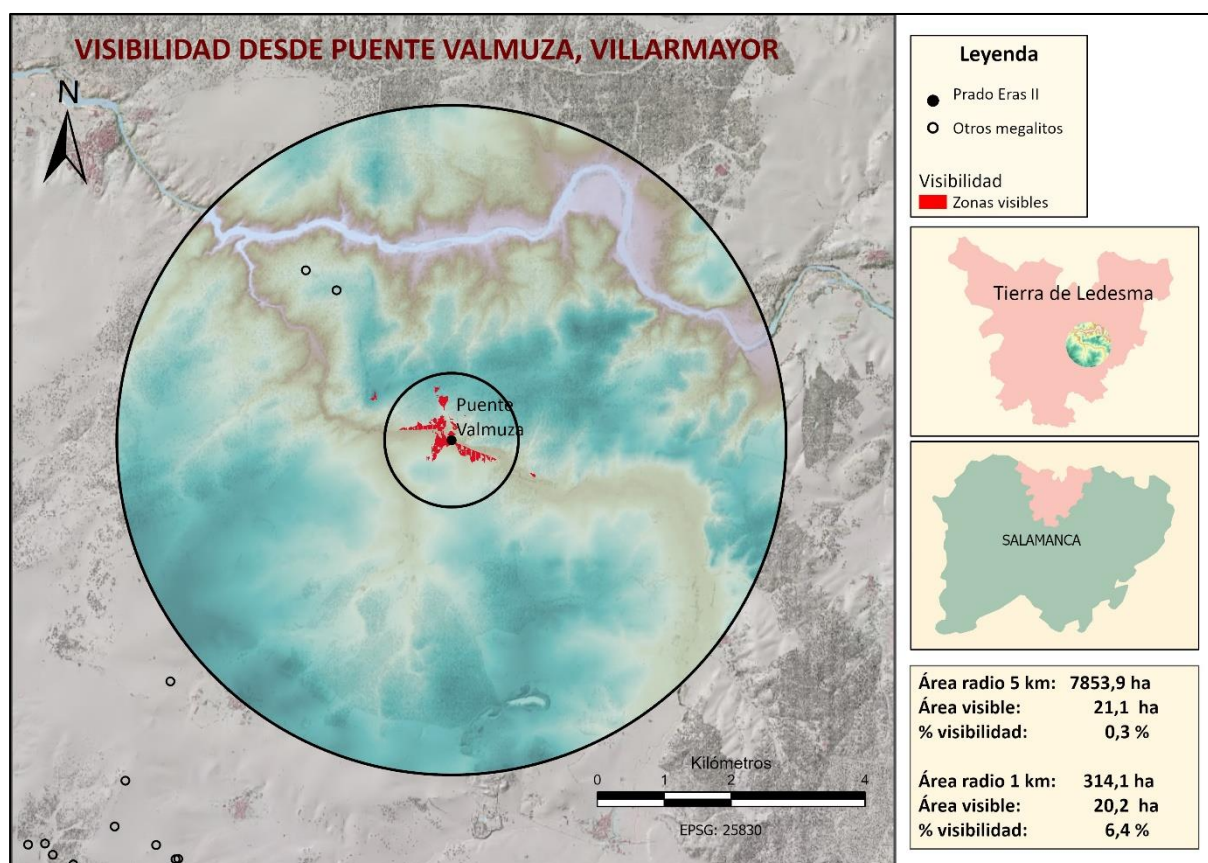 VISIBILIDAD DESDE PUENTE VALMUZA, VILLARMAYOR
N
Puente
Valmuza
Kilómetros
0 1 2 4
EPSG: 25830
Leyenda
Prado Eras II
Otros megalitos
Visibilidad
Zonas visibles
Tierra de Ledesma
SALAMANCA
Área radio 5 km: 7853,9 ha
Área visible: 21,1 ha
% visibilidad: 0,3 %
Área radio 1 km: 314,1 ha
Área visible: 20,2 ha
% visibilidad: 6,4 %